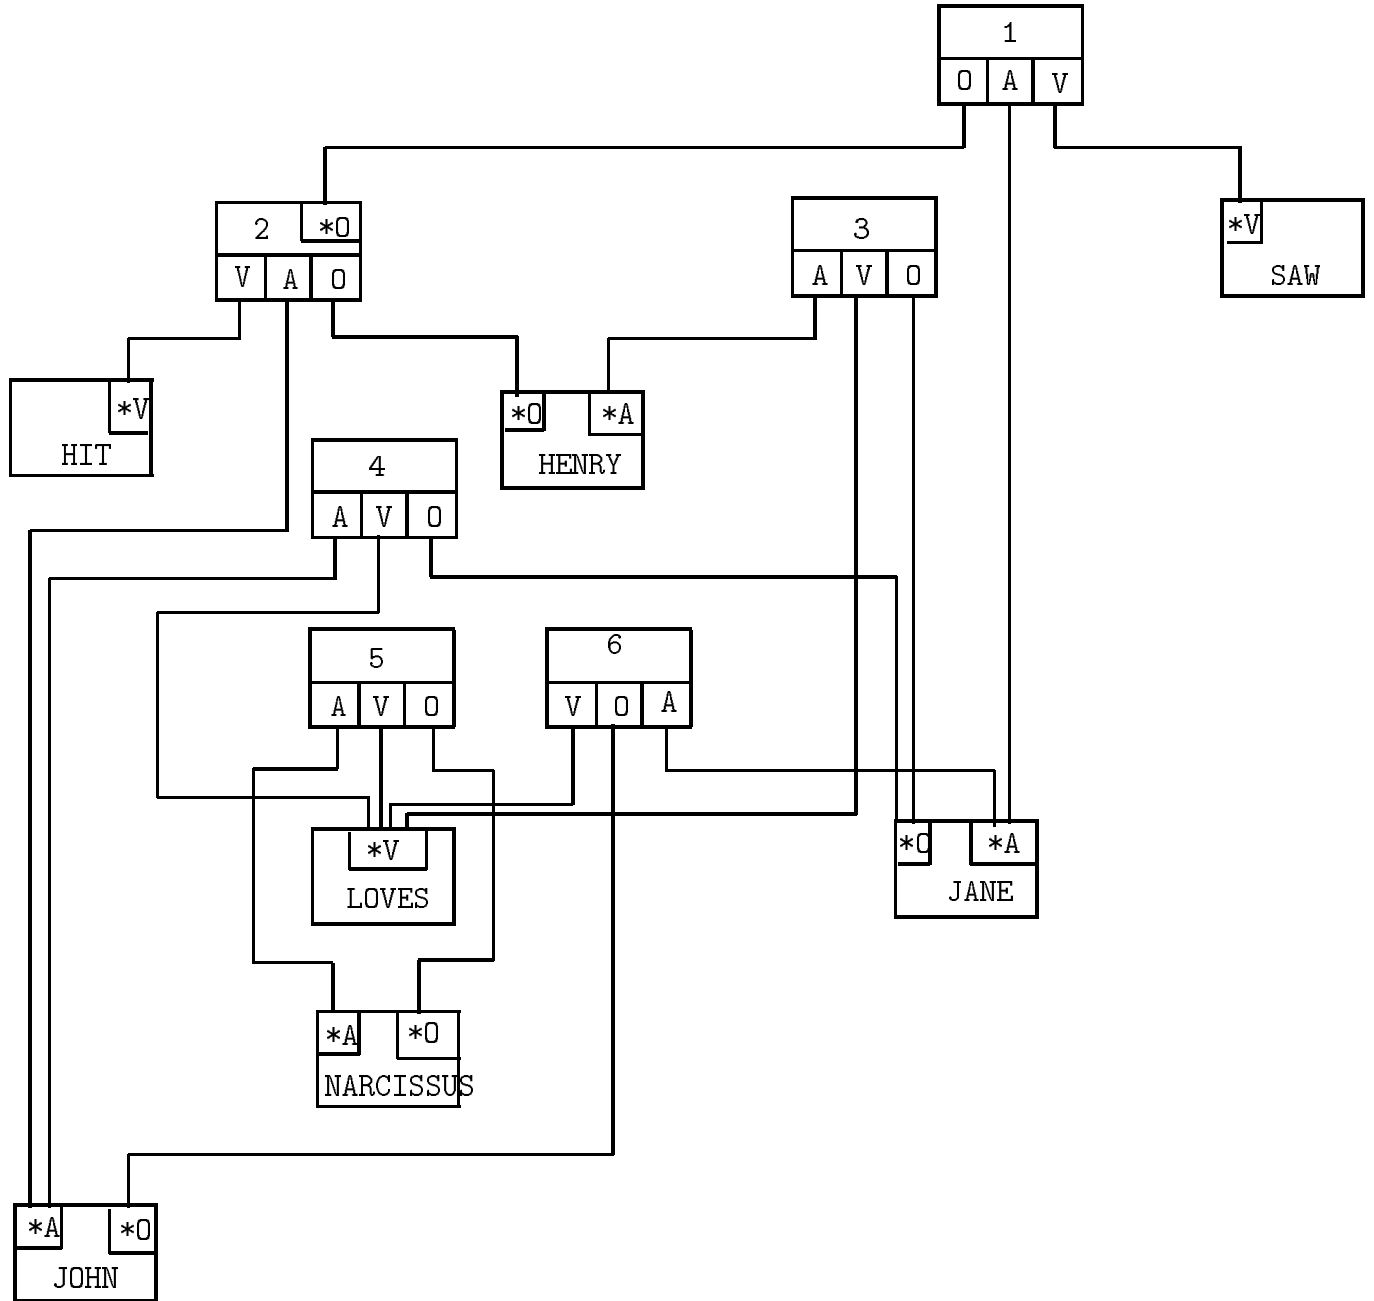 1
O A V
2 *O
V A O
3
A V O
*V
SAW
*V
HIT
*O *A
HENRY
4
A V O
5
A V O
6
V O A
*V
LOVES
*O *A
JANE
*A *O
NARCISSUS
*A *O
JOHN